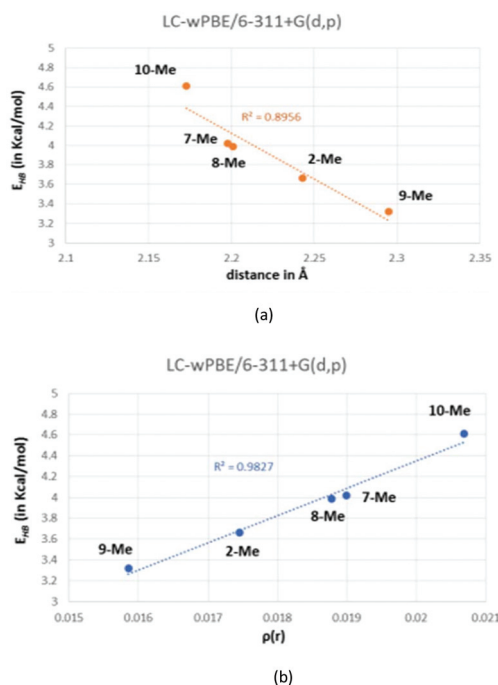 LC-wPBE/6-311+G(d,p)
E_HB (in Kcal/mol)
5
4.8
4.6
4.4
4.2
4
3.8
3.6
3.4
3.2
3
10-Me
R² = 0.8956
7-Me
8-Me
2-Me
9-Me
2.1
2.15
2.2
2.25
2.3
2.35
distance in Å
(a)
LC-wPBE/6-311+G(d,p)
E_HB (in Kcal/mol)
5
4.8
4.6
4.4
4.2
4
3.8
3.6
3.4
3.2
3
10-Me
R² = 0.9827
7-Me
8-Me
2-Me
9-Me
0.015
0.016
0.017
0.018
0.019
0.02
0.021
ρ(r)
(b)